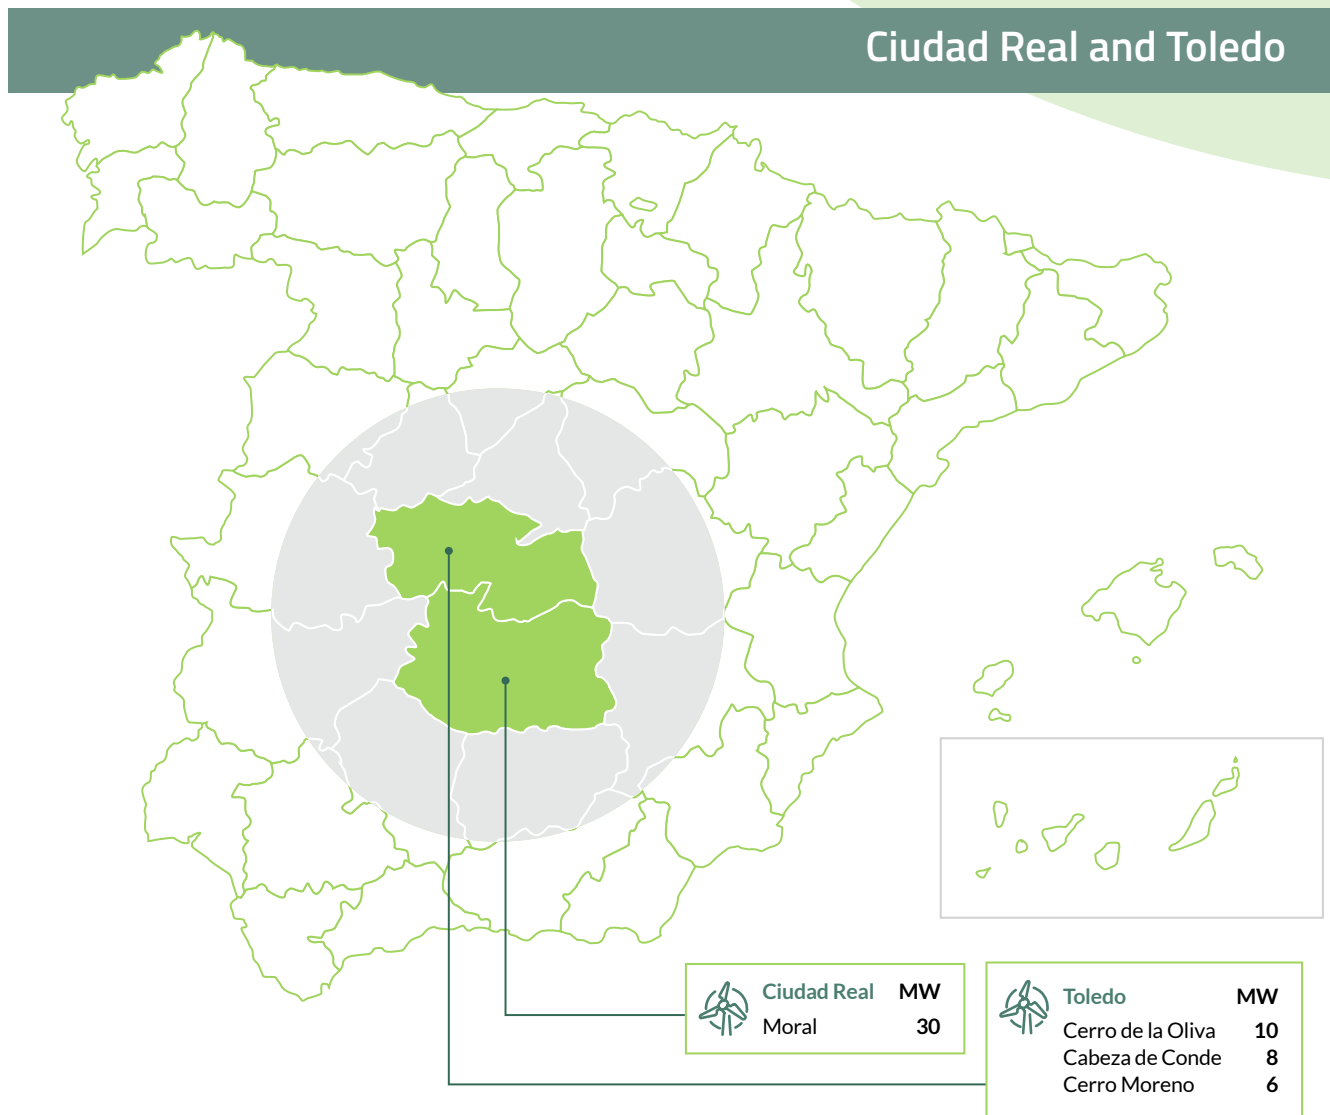 Ciudad Real and Toledo
Ciudad Real MW
Moral 30
Toledo MW
Cerro de la Oliva 10
Cabeza de Conde 8
Cerro Moreno 6